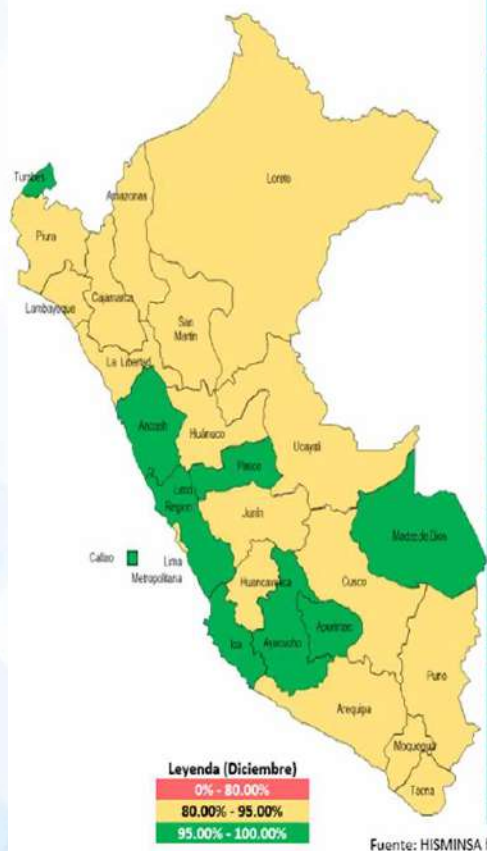 Tumbes
Loreto
Amazonas
Piura
Cajamarca
Lambayeque
San
Martin
La Libertad
Ancash
Huánuco
Ucayali
Pasco
Lima
Region
Junín
Madre de Dios
Callao
Lima
Metropolitana
Huancavelica
Cusco
Ica
Ayacucho
Apurimac
Puno
Arequipa
Moquegua
Tacna
Leyenda (Diciembre)
0% - 80.00%
80.00% - 95.00%
95.00% - 100.00%
Fuente: HISMINSA